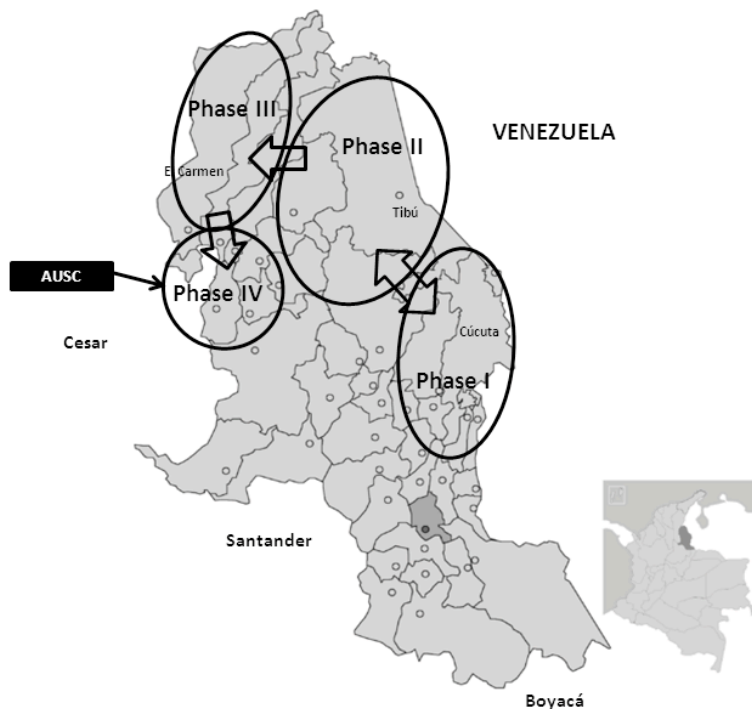 Phase III
Phase II
VENEZUELA
El Carmen
Tibú
AUSC
Phase IV
Cesar
Cúcuta
Phase I
Santander
Boyacá